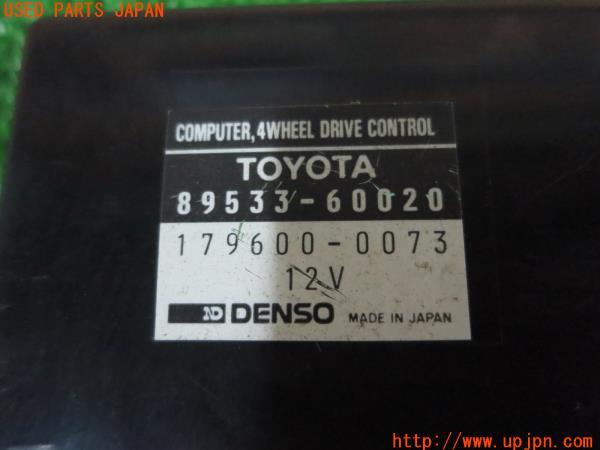 USED PARTS JAPAN
COMPUTER, 4WHEEL DRIVE CONTROL
TOYOTA
89533-60020
179600-0073
12V
ND DENSO MADE IN JAPAN
http://www.upjpn.com/